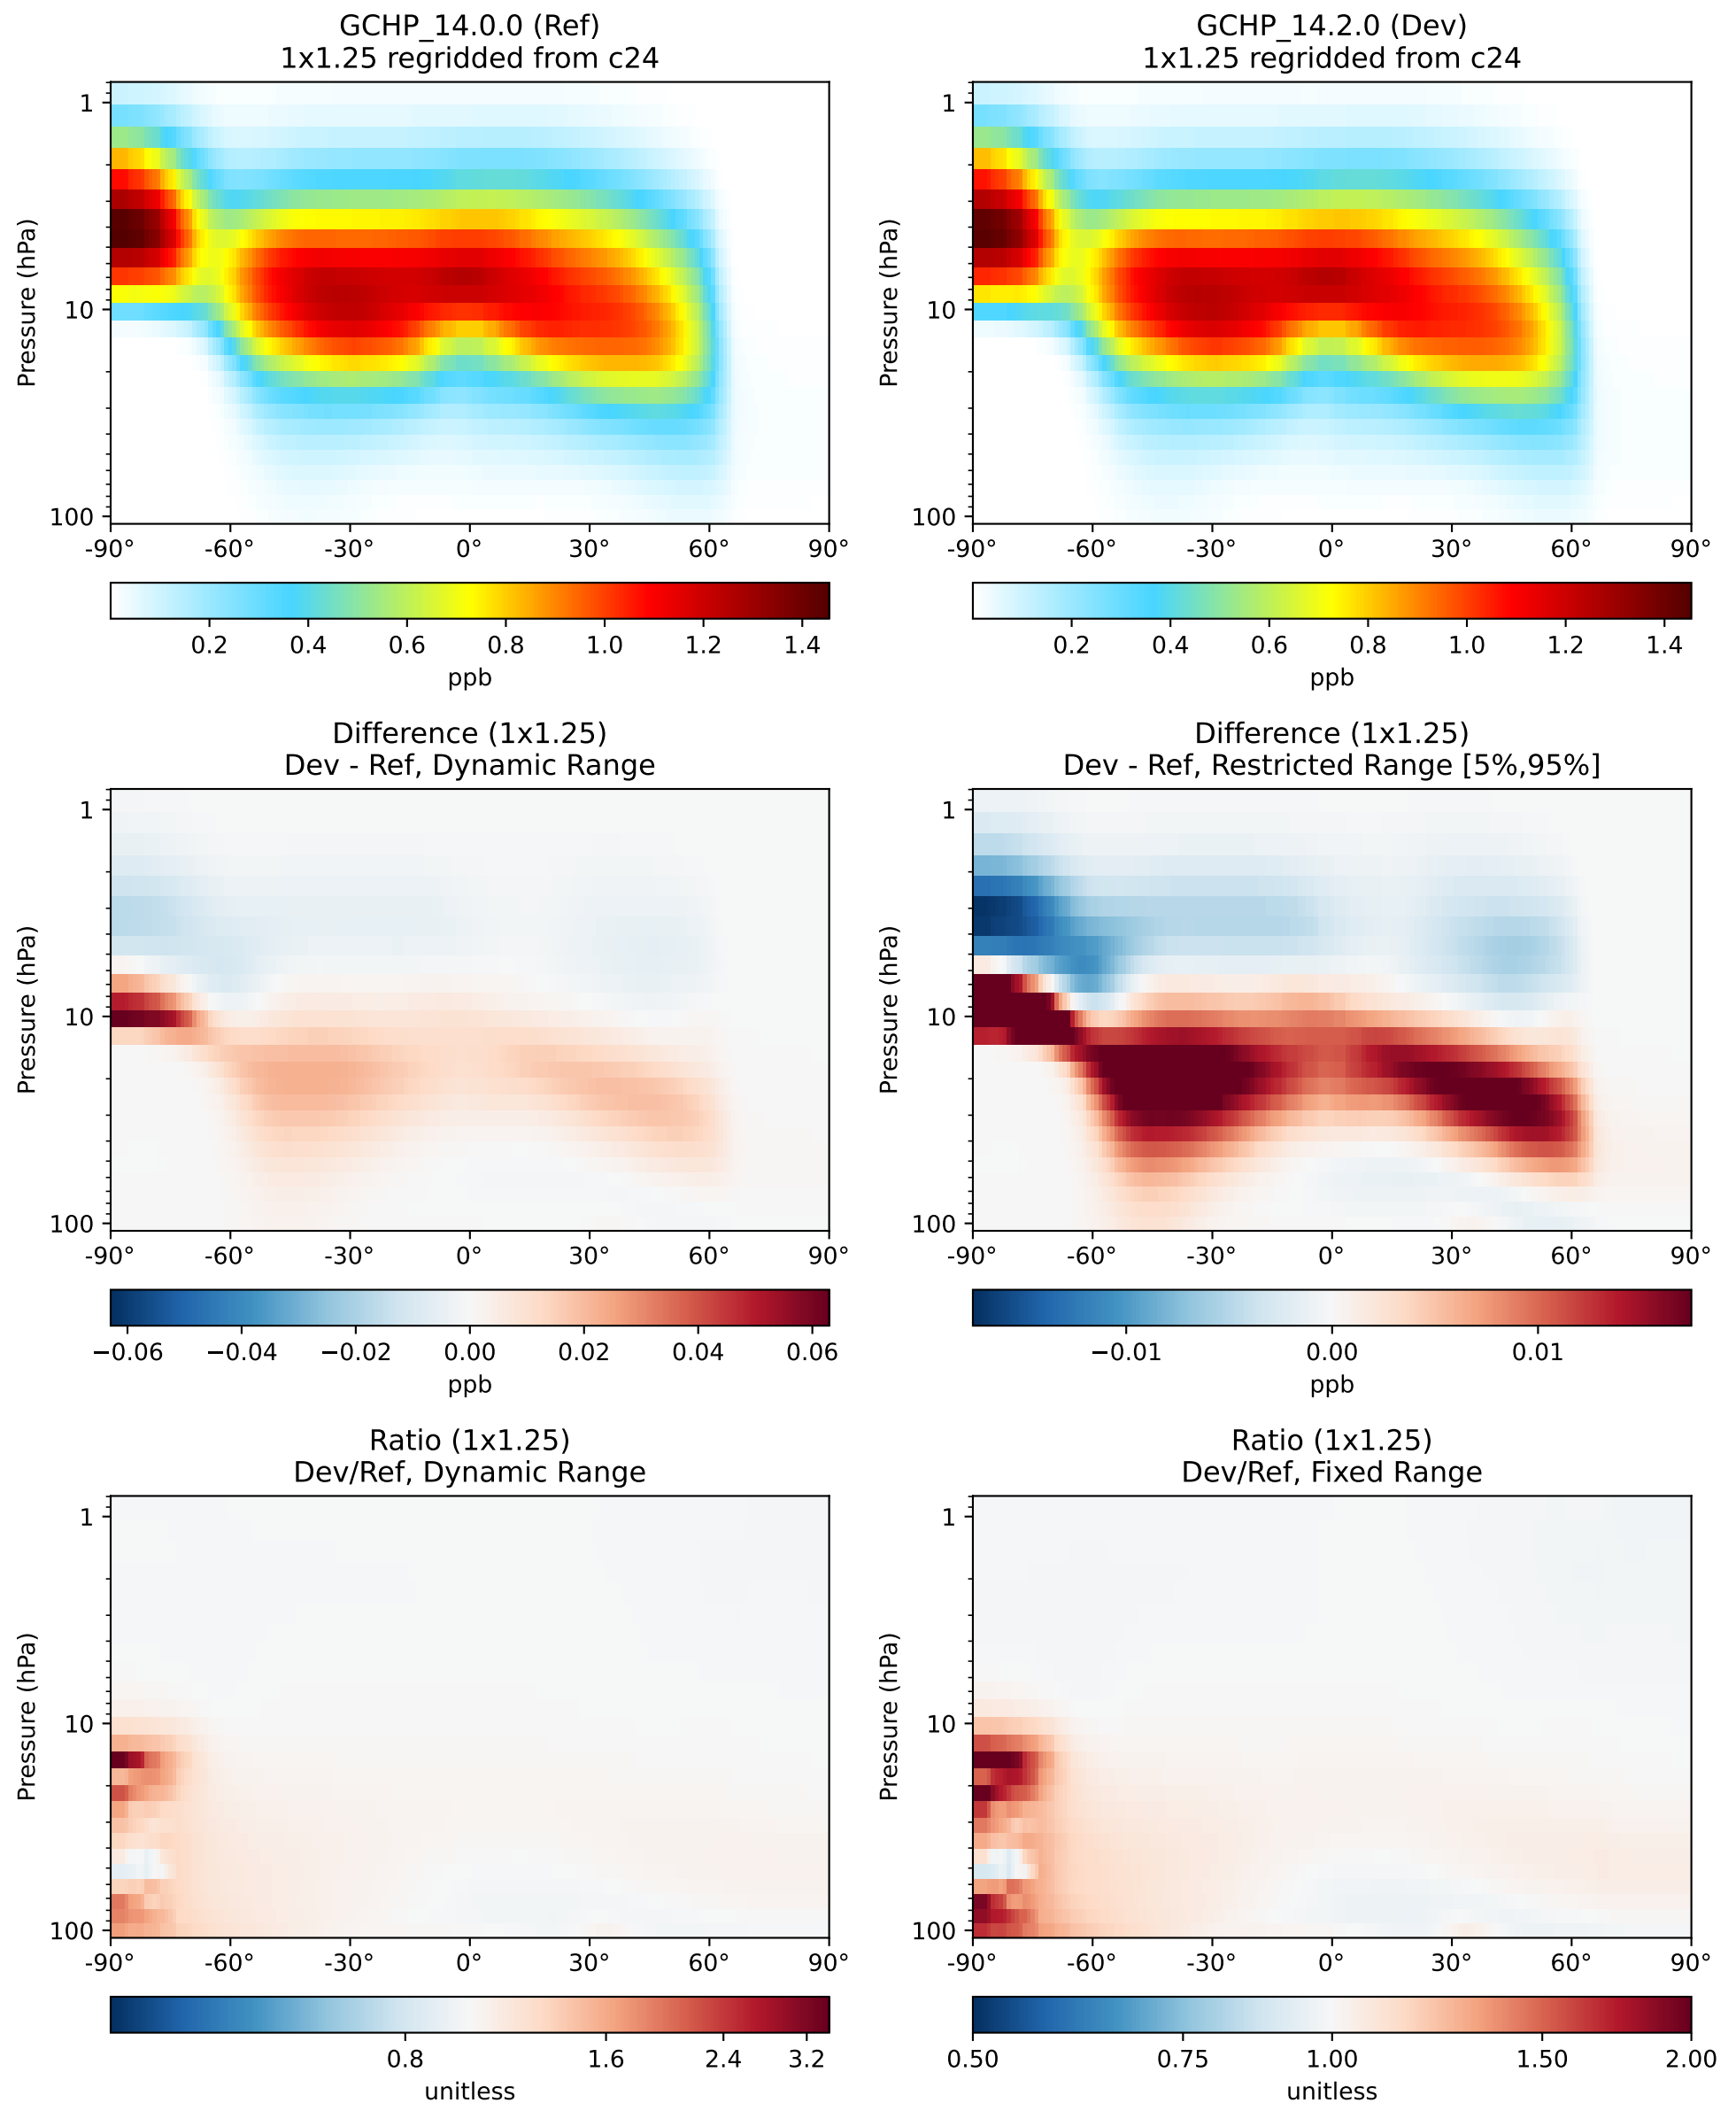 GCHP_14.0.0 (Ref)
1x1.25 regridded from c24
Pressure (hPa)
1
10
100
-90° -60° -30° 0° 30° 60° 90°
0.2 0.4 0.6 0.8 1.0 1.2 1.4
ppb
GCHP_14.2.0 (Dev)
1x1.25 regridded from c24
Pressure (hPa)
1
10
100
-90° -60° -30° 0° 30° 60° 90°
0.2 0.4 0.6 0.8 1.0 1.2 1.4
ppb
Difference (1x1.25)
Dev - Ref, Dynamic Range
Pressure (hPa)
1
10
100
-90° -60° -30° 0° 30° 60° 90°
−0.06 −0.04 −0.02 0.00 0.02 0.04 0.06
ppb
Difference (1x1.25)
Dev - Ref, Restricted Range [5%,95%]
Pressure (hPa)
1
10
100
-90° -60° -30° 0° 30° 60° 90°
−0.01 0.00 0.01
ppb
Ratio (1x1.25)
Dev/Ref, Dynamic Range
Pressure (hPa)
1
10
100
-90° -60° -30° 0° 30° 60° 90°
0.8 1.6 2.4 3.2
unitless
Ratio (1x1.25)
Dev/Ref, Fixed Range
Pressure (hPa)
1
10
100
-90° -60° -30° 0° 30° 60° 90°
0.50 0.75 1.00 1.50 2.00
unitless